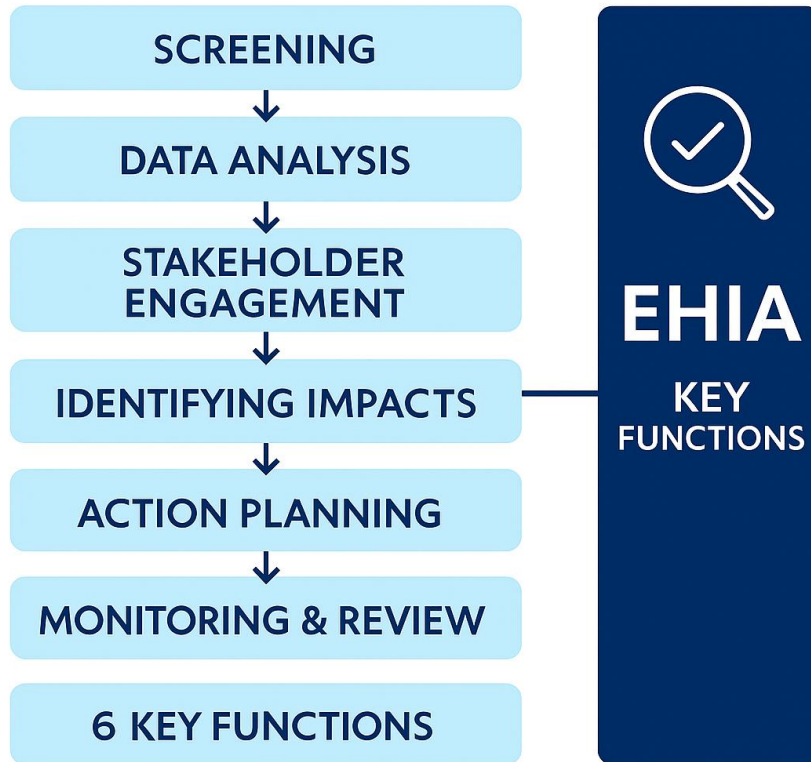 SCREENING
DATA ANALYSIS
STAKEHOLDER
ENGAGEMENT
IDENTIFYING IMPACTS
ACTION PLANNING
MONITORING & REVIEW
6 KEY FUNCTIONS
EHIA
KEY
FUNCTIONS